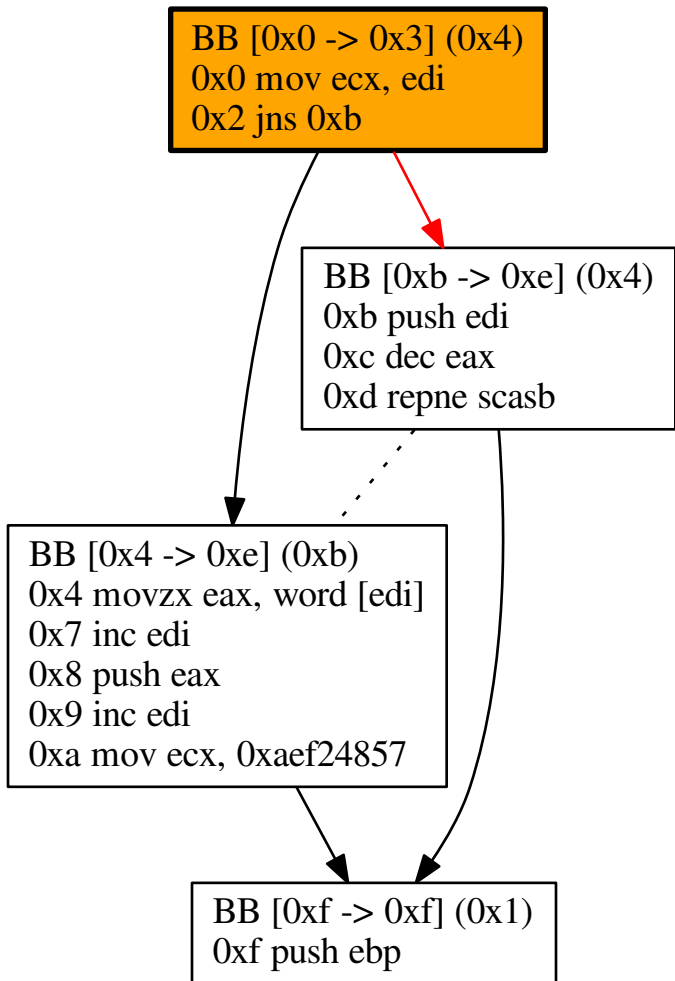 BB [0x0 -> 0x3] (0x4)
0x0 mov ecx, edi
0x2 jns 0xb
BB [0xb -> 0xe] (0x4)
0xb push edi
0xc dec eax
0xd repne scasb
BB [0x4 -> 0xe] (0xb)
0x4 movzx eax, word [edi]
0x7 inc edi
0x8 push eax
0x9 inc edi
0xa mov ecx, 0xaef24857
BB [0xf -> 0xf] (0x1)
0xf push ebp